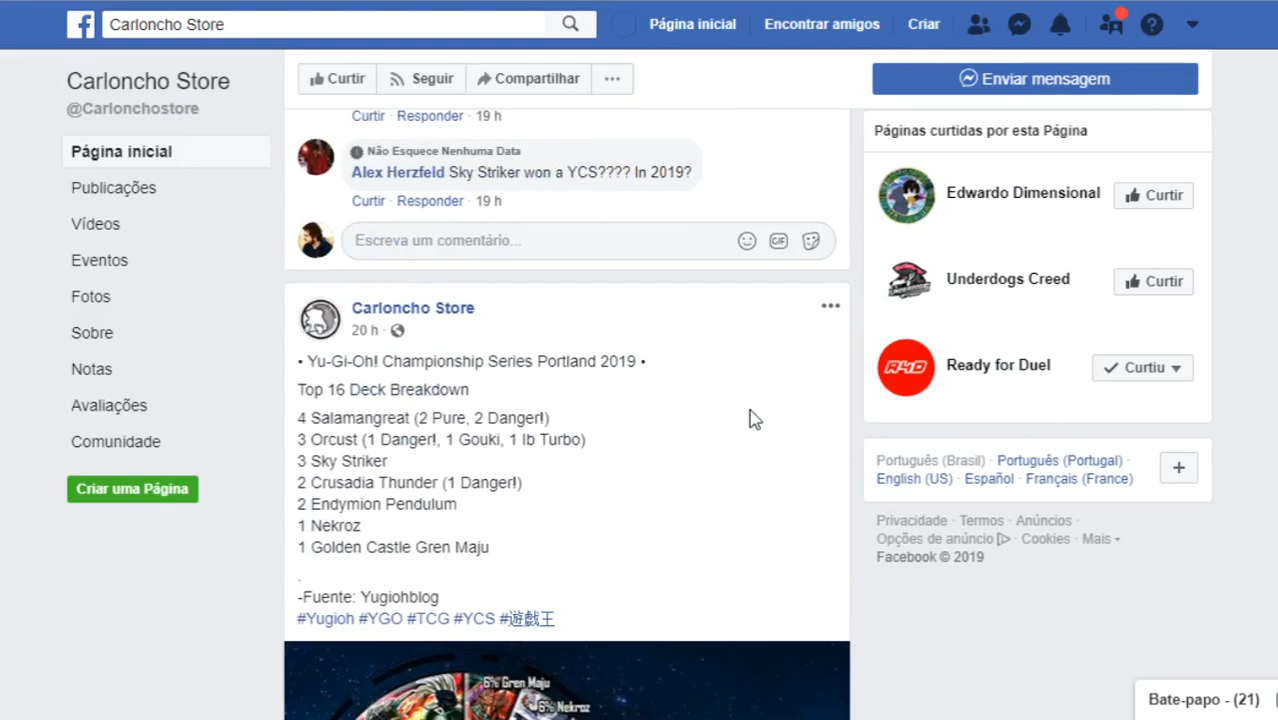 Carloncho Store
Página inicial
Encontrar amigos
Criar
Carloncho Store
@Carlonchostore
Página inicial
Publicações
Vídeos
Eventos
Fotos
Sobre
Notas
Avaliações
Comunidade
Criar uma Página
Curtir
Seguir
Compartilhar
Enviar mensagem
Curtir · Responder · 19 h
Não Esquece Nenhuma Data
Alex Herzfeld Sky Striker won a YCS???? In 2019?
Curtir · Responder · 19 h
Escreva um comentário...
GIF
Carloncho Store
20 h ·
• Yu-Gi-Oh! Championship Series Portland 2019 •
Top 16 Deck Breakdown
4 Salamangreat (2 Pure, 2 Danger!)
3 Orcust (1 Danger!, 1 Gouki, 1 Ib Turbo)
3 Sky Striker
2 Crusadia Thunder (1 Danger!)
2 Endymion Pendulum
1 Nekroz
1 Golden Castle Gren Maju
.
-Fuente: Yugiohblog
#Yugioh #YGO #TCG #YCS #遊戯王
6% Gren Maju
6% Nekroz
Páginas curtidas por esta Página
Edwardo Dimensional
Curtir
Underdogs Creed
Curtir
R4D
Ready for Duel
Curtiu
Português (Brasil) · Português (Portugal) ·
English (US) · Español · Français (France)
Privacidade · Termos · Anúncios ·
Opções de anúncio · Cookies · Mais
Facebook © 2019
Bate-papo - (21)